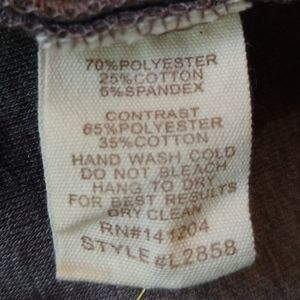 70%POLYESTER
25%COTTON
5%SPANDEX
CONTRAST
65%POLYESTER
35%COTTON
HAND WASH COLD
DO NOT BLEACH
HANG TO DRY
FOR BEST RESULTS
DRY CLEAN
RN#141204
STYLE#L2858